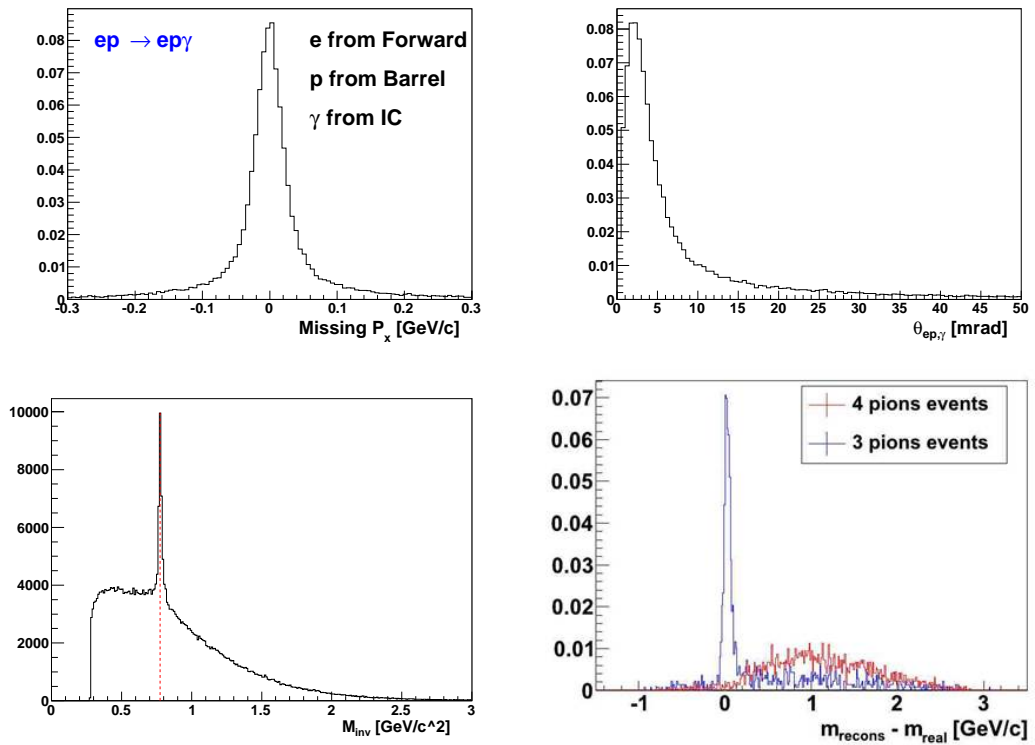 ep → epγ
e from Forward
p from Barrel
γ from IC
0.08
0.07
0.06
0.05
0.04
0.03
0.02
0.01
0
-0.3 -0.2 -0.1 0 0.1 0.2 0.3
Missing P_x [GeV/c]
0.08
0.07
0.06
0.05
0.04
0.03
0.02
0.01
0
0 5 10 15 20 25 30 35 40 45 50
θ_ep,γ [mrad]
10000
8000
6000
4000
2000
0
0 0.5 1 1.5 2 2.5 3
M_inv [GeV/c^2]
4 pions events
3 pions events
0.07
0.06
0.05
0.04
0.03
0.02
0.01
0
-1 0 1 2 3
m_recons - m_real [GeV/c]